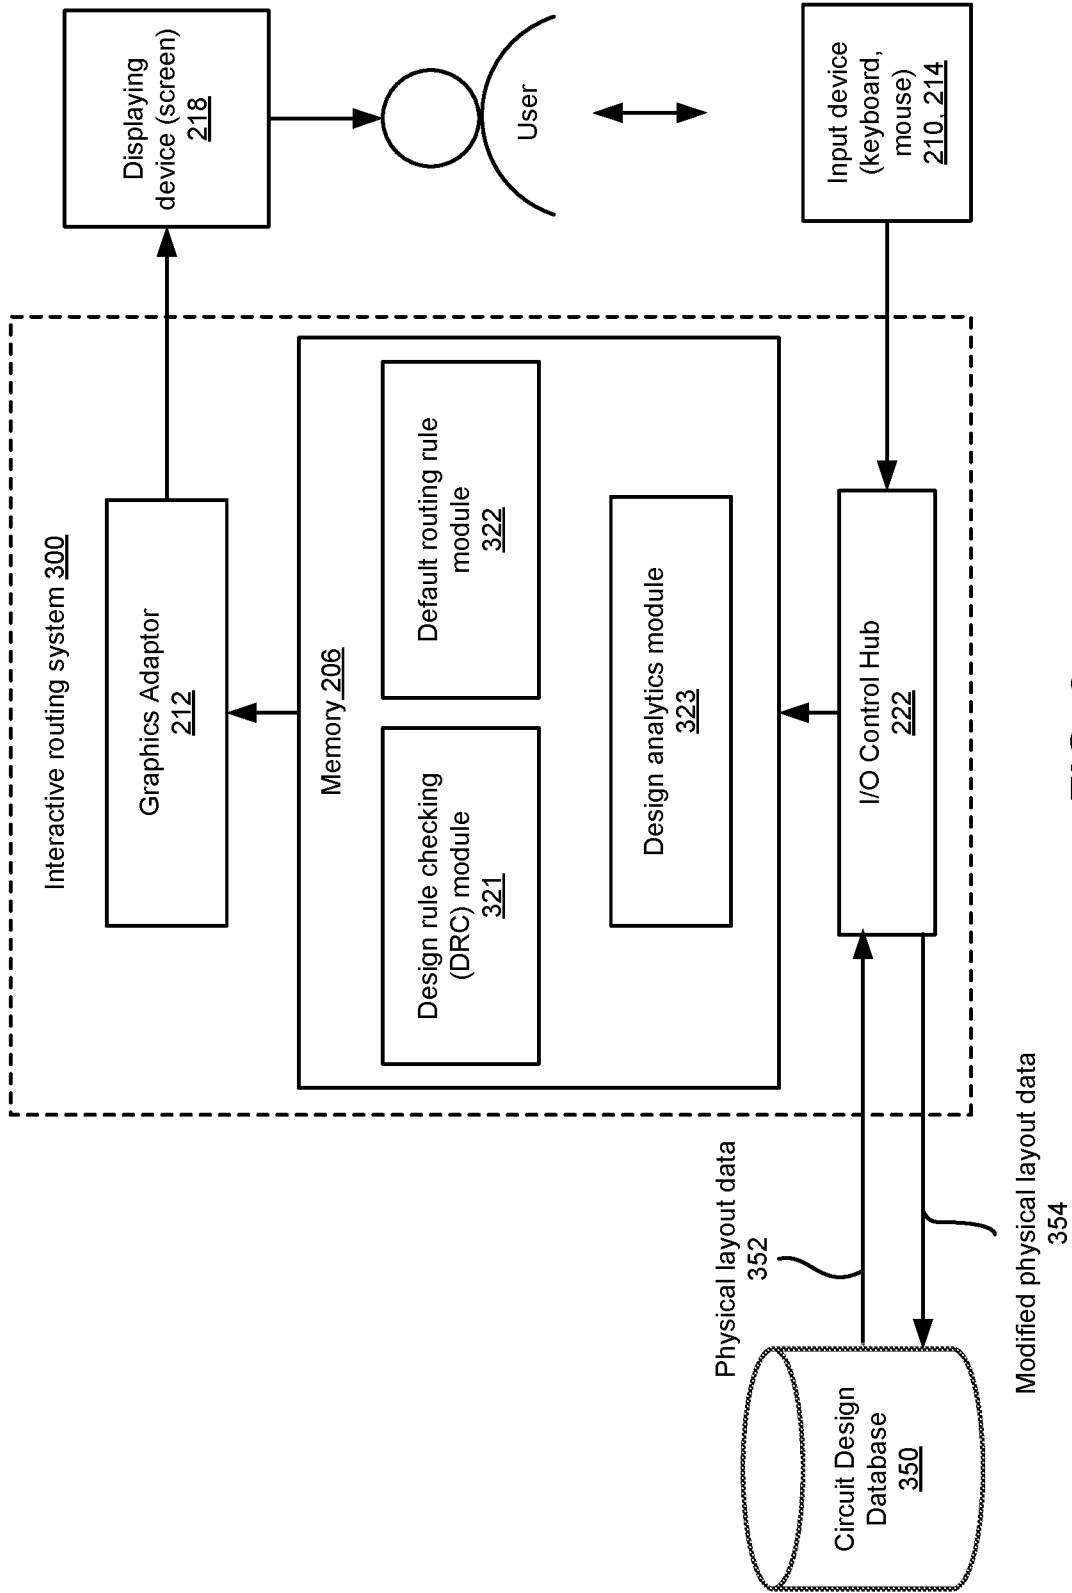 Interactive routing system 300
Graphics Adaptor
212
Displaying
device (screen)
218
Memory 206
Design rule checking
(DRC) module
321
Default routing rule
module
322
User
Design analytics module
323
Physical layout data
352
Circuit Design
Database
350
I/O Control Hub
222
Input device
(keyboard,
mouse)
210, 214
Modified physical layout data
354